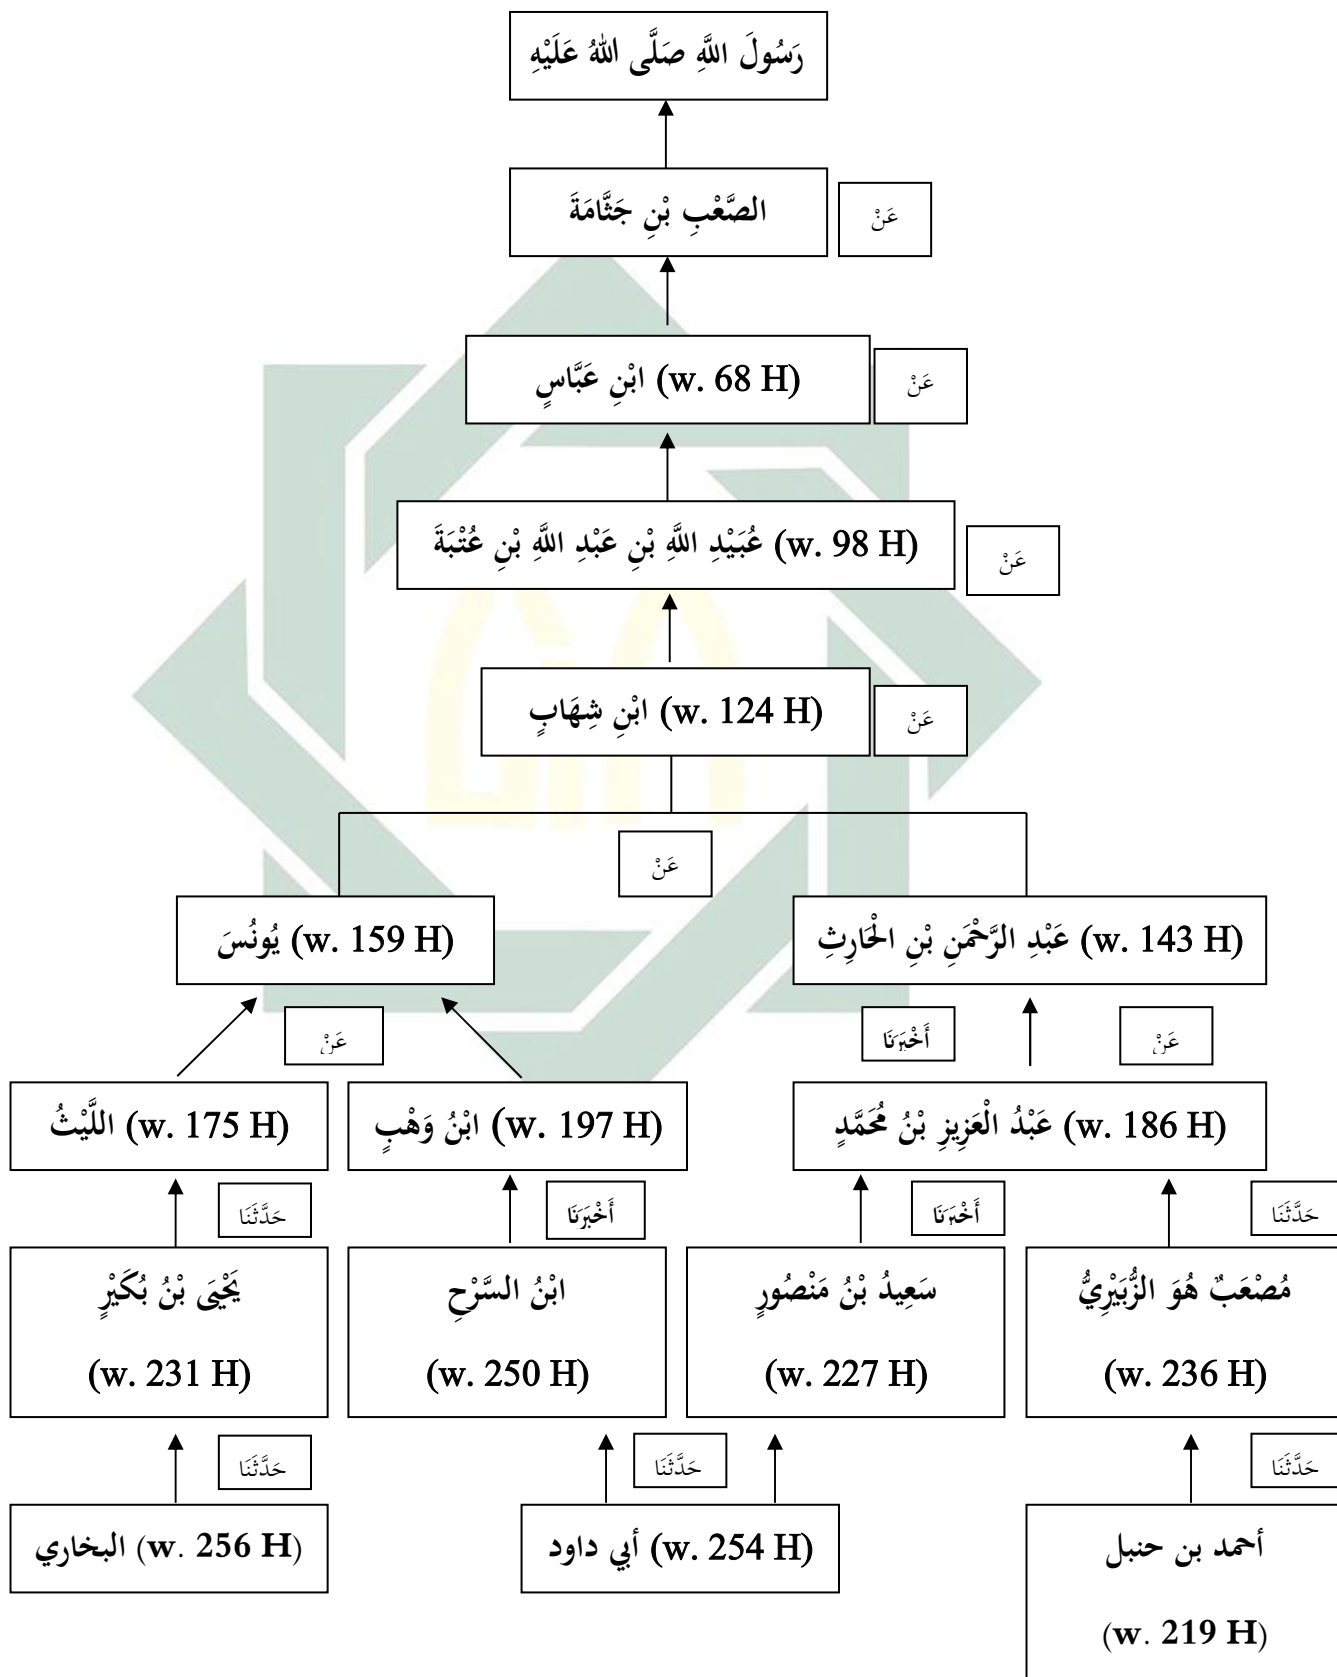 رَسُولَ اللَّهِ صَلَّى اللهُ عَلَيْهِ
الصَّعْبِ بْنِ جَثَّامَةَ
عَنْ
ابْنِ عَبَّاسٍ (w. 68 H)
عَنْ
عُبَيْدِ اللَّهِ بْنِ عَبْدِ اللَّهِ بْنِ عُتْبَةَ (w. 98 H)
عَنْ
ابْنِ شِهَابٍ (w. 124 H)
عَنْ
عَنْ
يُونُسَ (w. 159 H)
عَبْدِ الرَّحْمَنِ بْنِ الْحَارِثِ (w. 143 H)
عَنْ
أَخْبَرَنَا
عَنْ
اللَّيْثُ (w. 175 H)
ابْنُ وَهْبٍ (w. 197 H)
عَبْدُ الْعَزِيزِ بْنُ مُحَمَّدٍ (w. 186 H)
حَدَّثَنَا
أَخْبَرَنَا
أَخْبَرَنَا
حَدَّثَنَا
يَحْيَى بْنُ بُكَيْرٍ
(w. 231 H)
ابْنُ السَّرْحِ
(w. 250 H)
سَعِيدُ بْنُ مَنْصُورٍ
(w. 227 H)
مُصْعَبٌ هُوَ الزُّبَيْرِيُّ
(w. 236 H)
حَدَّثَنَا
حَدَّثَنَا
حَدَّثَنَا
البخاري (w. 256 H)
أبي داود (w. 254 H)
أحمد بن حنبل
(w. 219 H)